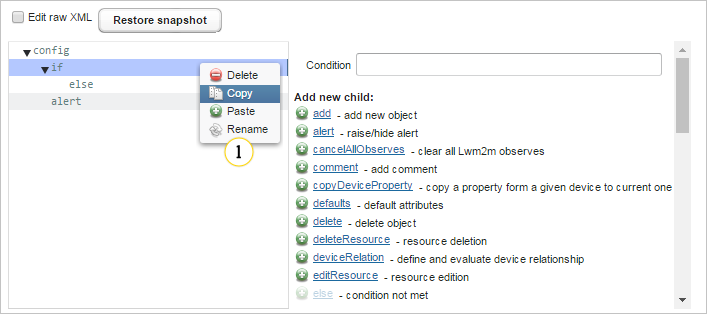 Edit raw XML Restore snapshot
config
if
else
alert
Delete
Copy
Paste
Rename
1
Condition
Add new child:
add - add new object
alert - raise/hide alert
cancelAllObserves - clear all Lwm2m observes
comment - add comment
copyDeviceProperty - copy a property form a given device to current one
defaults - default attributes
delete - delete object
deleteResource - resource deletion
deviceRelation - define and evaluate device relationship
editResource - resource edition
else - condition not met